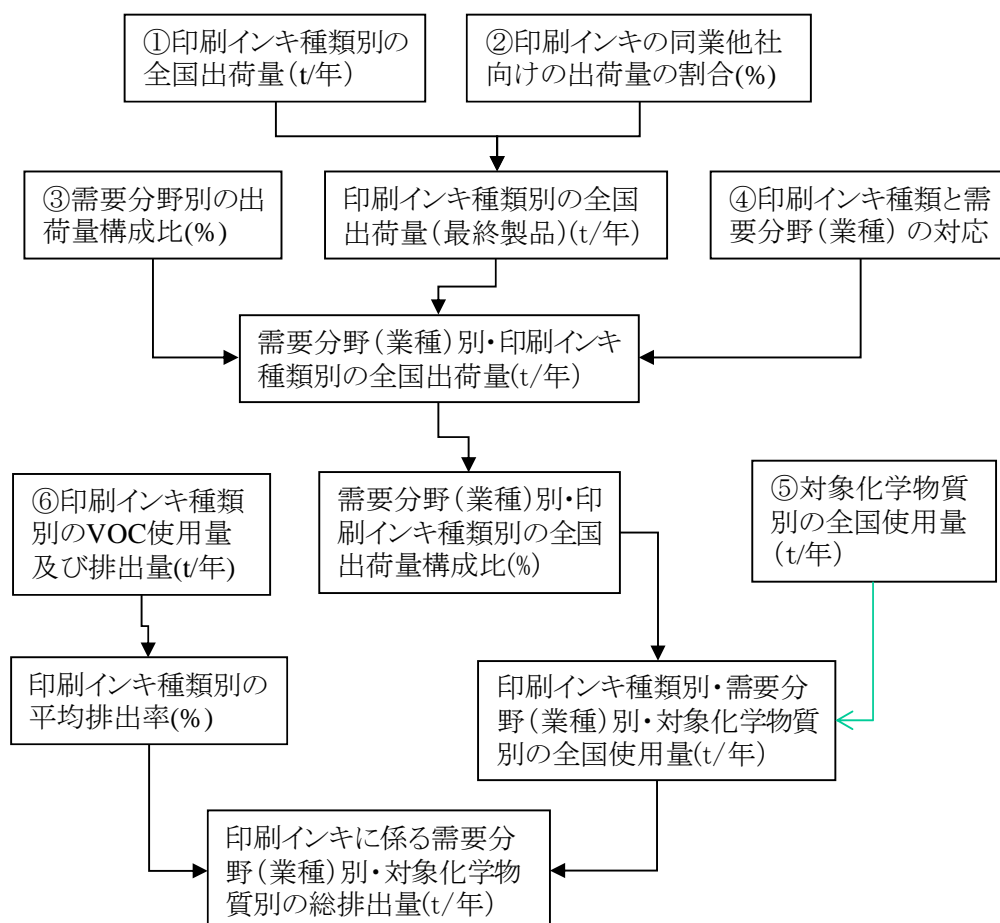 ①印刷インキ種類別の
全国出荷量(t/年)
②印刷インキの同業他社
向けの出荷量の割合(%)
③需要分野別の出
荷量構成比(%)
印刷インキ種類別の全国
出荷量(最終製品)(t/年)
④印刷インキ種類と需
要分野(業種) の対応
需要分野(業種)別・印刷インキ
種類別の全国出荷量(t/年)
⑥印刷インキ種類
別のVOC使用量
及び排出量(t/年)
需要分野(業種)別・印
刷インキ種類別の全国
出荷量構成比(%)
⑤対象化学物質
別の全国使用量
(t/年)
印刷インキ種類別の
平均排出率(%)
印刷インキ種類別・需要分
野(業種)別・対象化学物質
別の全国使用量(t/年)
印刷インキに係る需要分
野(業種)別・対象化学物
質別の総排出量(t/年)